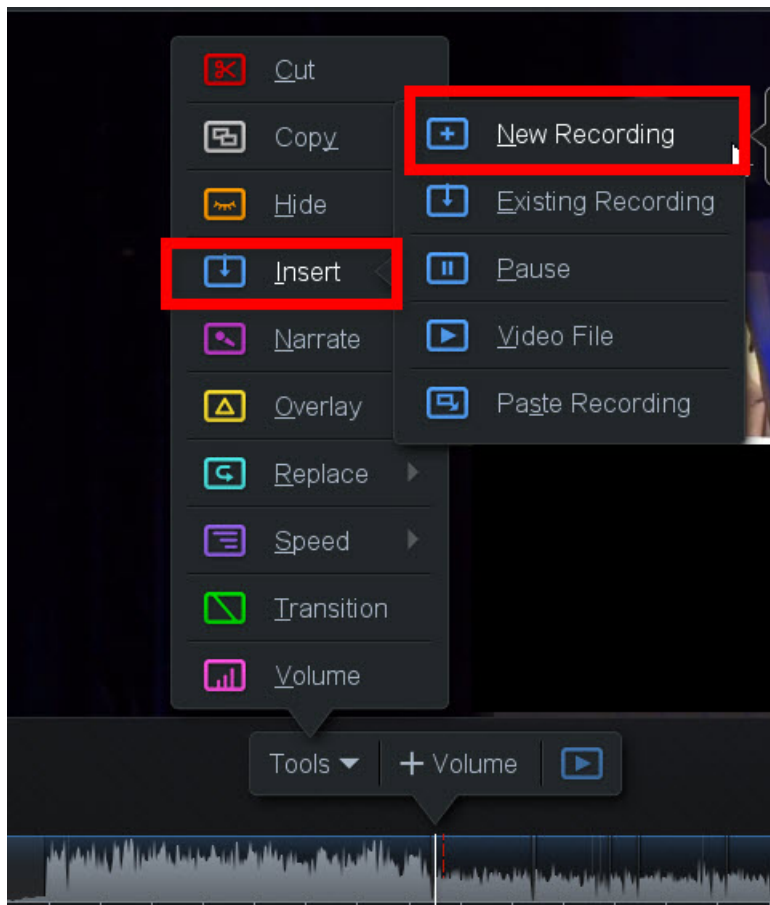 Cut
Copy
Hide
Insert
Narrate
Overlay
Replace
Speed
Transition
Volume
New Recording
Existing Recording
Pause
Video File
Paste Recording
Tools
+ Volume